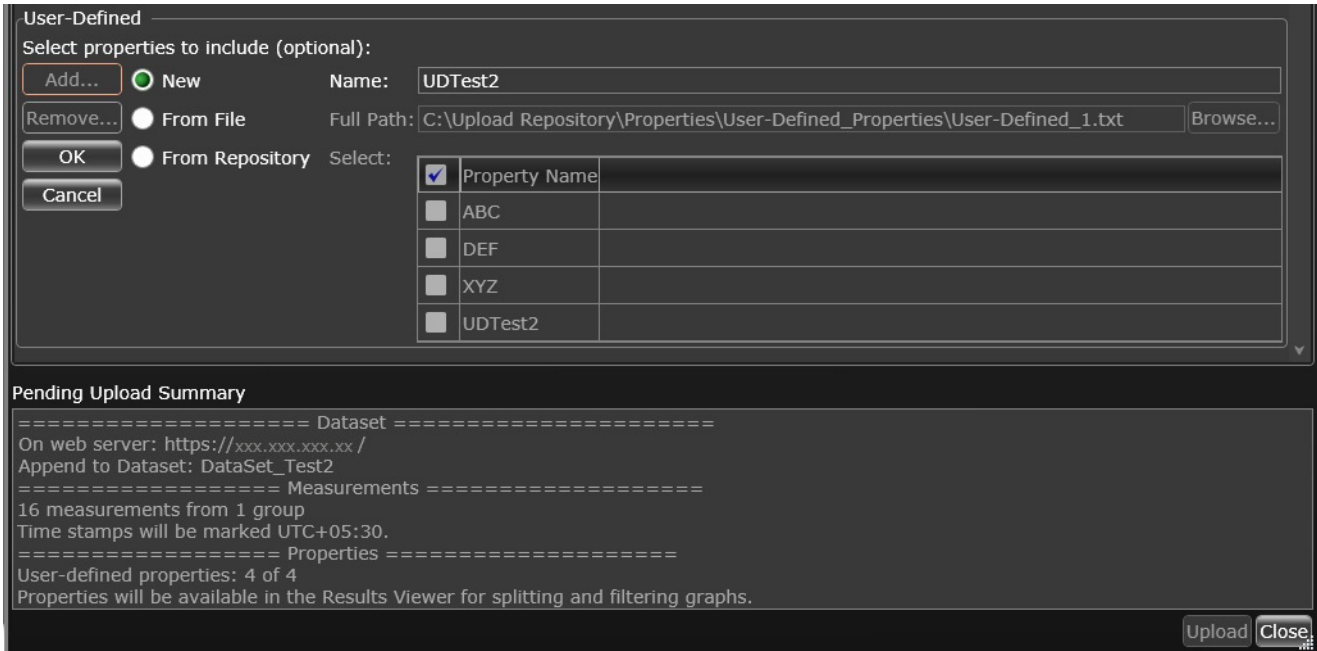 User-Defined
Select properties to include (optional):
Add... New Name: UDTest2
Remove... From File Full Path: C:\Upload Repository\Properties\User-Defined_Properties\User-Defined_1.txt Browse...
OK From Repository Select:
Property Name
Cancel
ABC
DEF
XYZ
UDTest2
Pending Upload Summary
==================== Dataset ======================
On web server: https://xxx.xxx.xxx.xx /
Append to Dataset: DataSet_Test2
================== Measurements ===================
16 measurements from 1 group
Time stamps will be marked UTC+05:30.
================== Properties ====================
User-defined properties: 4 of 4
Properties will be available in the Results Viewer for splitting and filtering graphs.
Upload Close